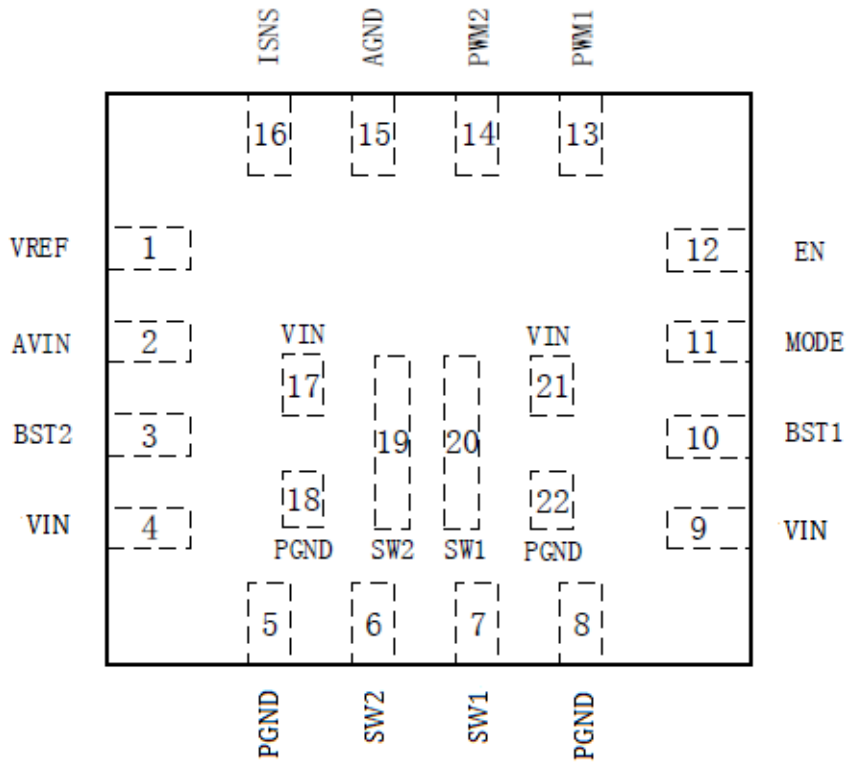 ISNS AGND PWM2 PWM1
16 15 14 13
VREF 1 12 EN
AVIN 2 VIN VIN 11 MODE
17 21
BST2 3 19 20 10 BST1
18 22
VIN 4 9 VIN
PGND SW2 SW1 PGND
5 6 7 8
PGND SW2 SW1 PGND